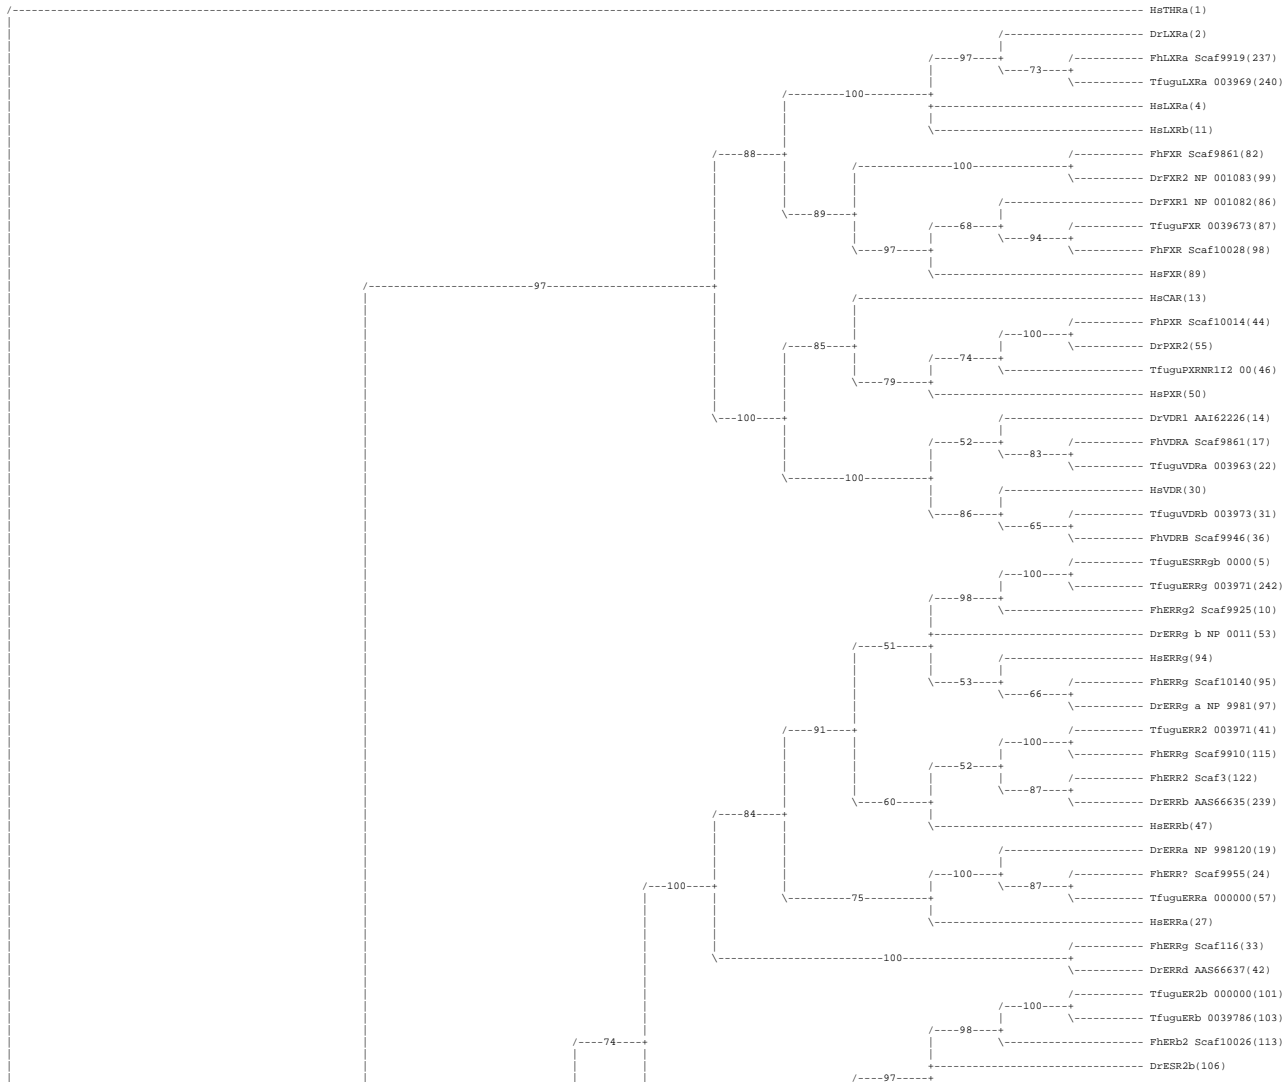 HsTHRa(1)
DrLXRa(2)
97
FhLXRa Scaf9919(237)
73
TfuguLXRa 003969(240)
100
HsLXRa(4)
HsLXRb(11)
88
FhFXR Scaf9861(82)
100
DrFXR2 NP 001083(99)
DrFXR1 NP 001082(86)
89
68
TfuguFXR 0039673(87)
94
97
FhFXR Scaf10028(98)
HsFXR(89)
97
HsCAR(13)
FhPXR Scaf10014(44)
100
85
DrPXR2(55)
74
TfuguPXRNR1I2 00(46)
79
HsPXR(50)
100
DrVDR1 AAI62226(14)
52
FhVDRA Scaf9861(17)
83
TfuguVDRa 003963(22)
100
HsVDR(30)
86
TfuguVDRb 003973(31)
65
FhVDRB Scaf9946(36)
TfuguESRRgb 0000(5)
100
TfuguERRg 003971(242)
98
FhERRg2 Scaf9925(10)
DrERRg b NP 0011(53)
51
HsERRg(94)
53
FhERRg Scaf10140(95)
66
DrERRg a NP 9981(97)
91
TfuguERR2 003971(41)
100
FhERRg Scaf9910(115)
52
FhERR2 Scaf3(122)
87
60
DrERRb AAS66635(239)
84
HsERRb(47)
DrERRa NP 998120(19)
100
FhERR? Scaf9955(24)
100
87
75
TfuguERRa 000000(57)
HsERRa(27)
FhERRg Scaf116(33)
100
DrERRd AAS66637(42)
TfuguER2b 000000(101)
100
TfuguERb 0039786(103)
98
74
FhERb2 Scaf10026(113)
DrESR2b(106)
97